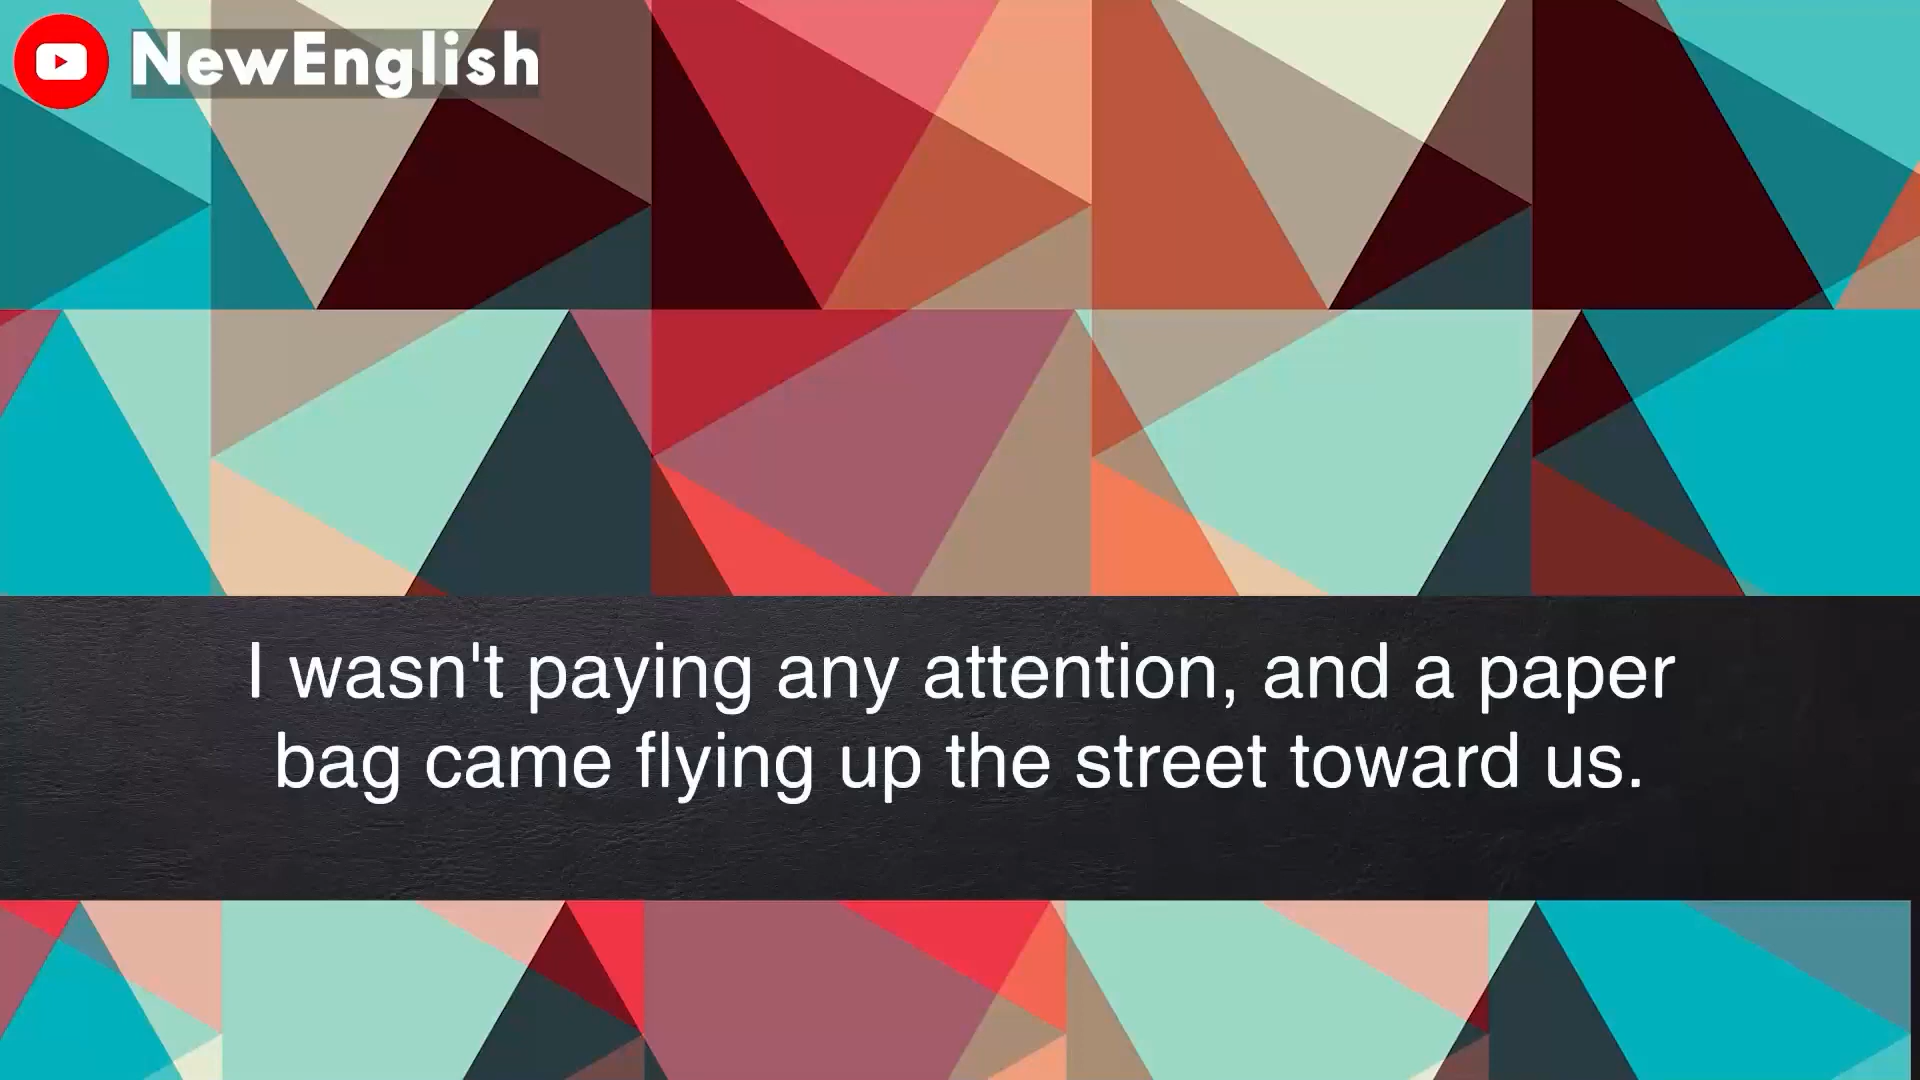 NewEnglish
I wasn't paying any attention, and a paper
bag came flying up the street toward us.